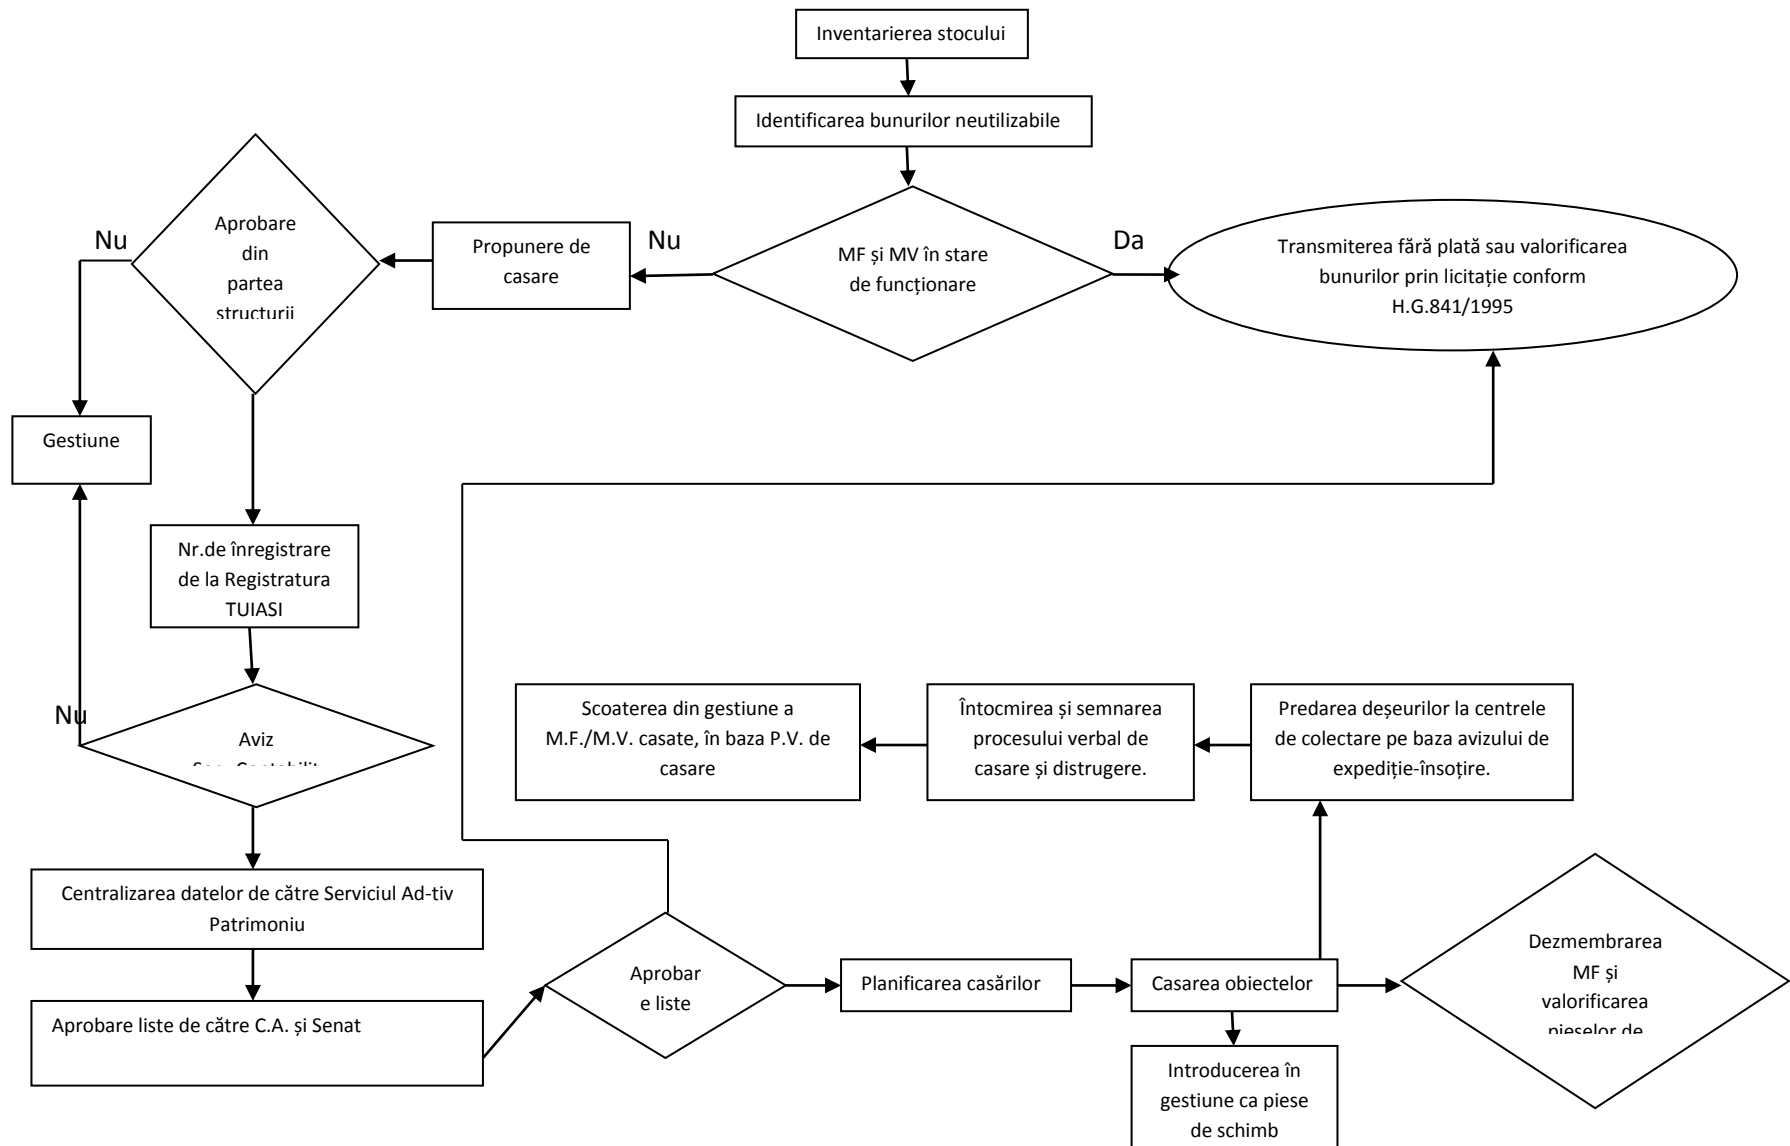 Inventarierea stocului
Identificarea bunurilor neutilizabile
Nu
Aprobare
din
partea
structurii
Propunere de
casare
Nu
MF și MV în stare
de funcționare
Da
Transmiterea fără plată sau valorificarea
bunurilor prin licitație conform
H.G.841/1995
Gestiune
Nr.de înregistrare
de la Registratura
TUIASI
Nu
Aviz
Scoaterea din gestiune a
M.F./M.V. casate, în baza P.V. de
casare
Întocmirea și semnarea
procesului verbal de
casare și distrugere.
Predarea deșeurilor la centrele
de colectare pe baza avizului de
expediție-însoțire.
Centralizarea datelor de către Serviciul Ad-tiv
Patrimoniu
Aprobare liste de către C.A. și Senat
Aprobar
e liste
Planificarea casărilor
Casarea obiectelor
Dezmembrarea
MF și
valorificarea
pieselor de
Introducerea în
gestiune ca piese
de schimb